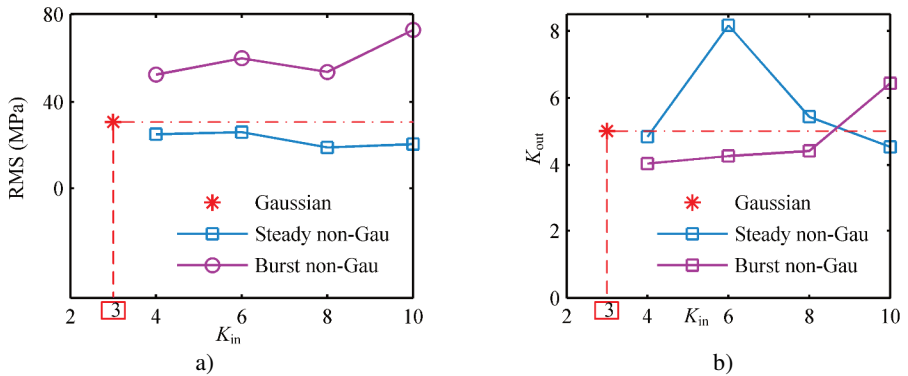 80
40
0
RMS (MPa)
Gaussian
Steady non-Gau
Burst non-Gau
2 3 4 6 8 10
K_in
a)
8
6
4
2
0
K_out
Gaussian
Steady non-Gau
Burst non-Gau
2 3 4 6 8 10
K_in
b)